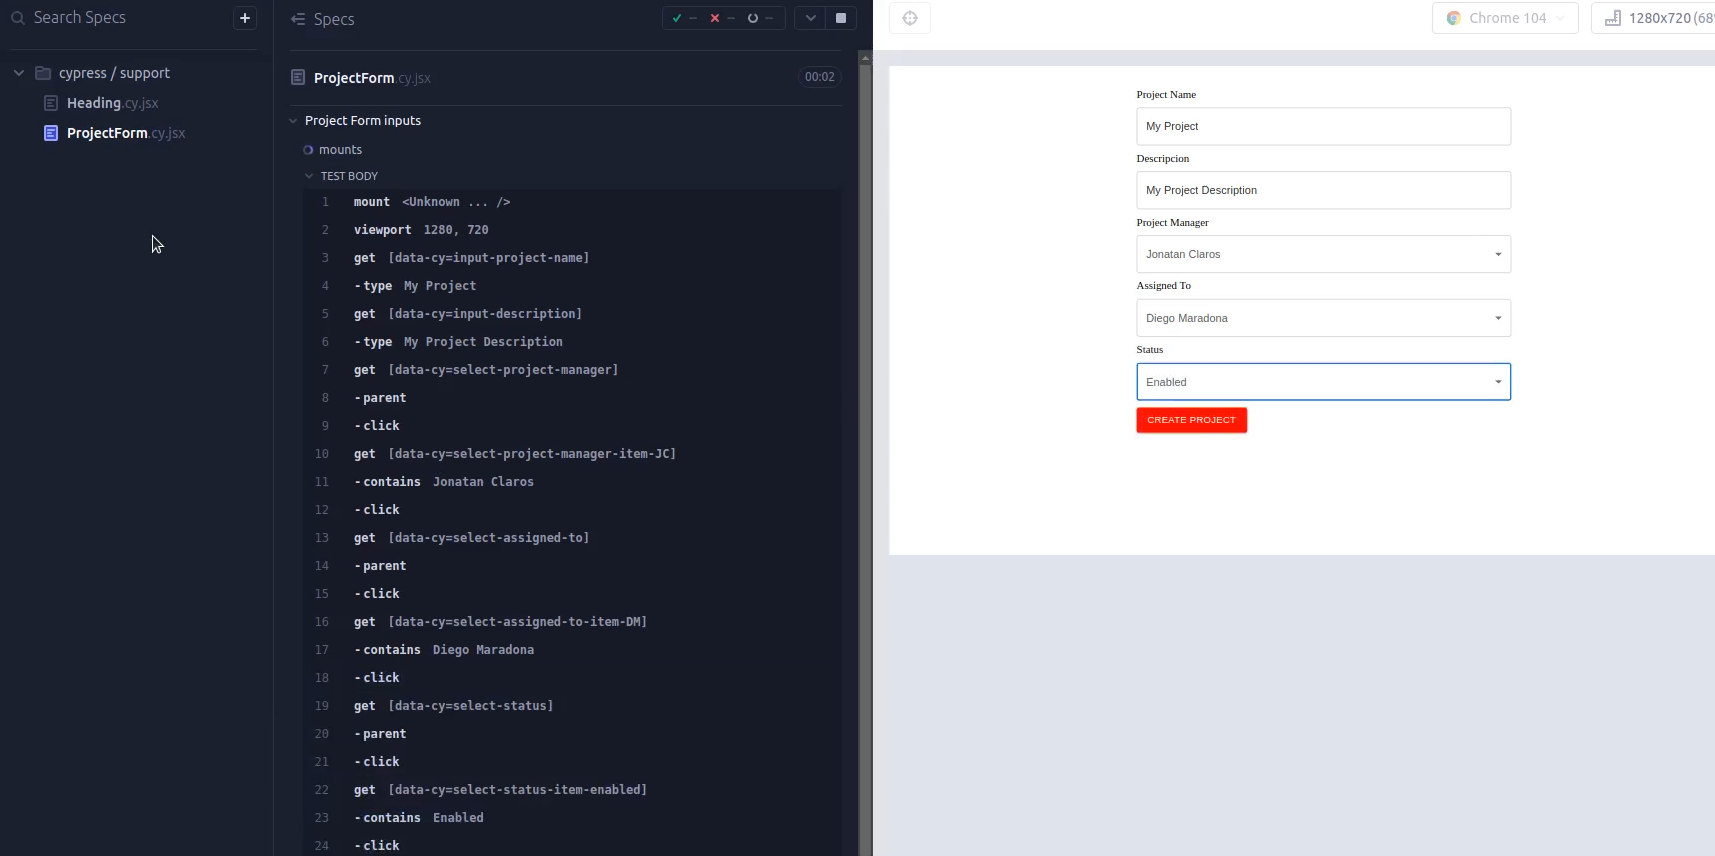 Search Specs
+
cypress / support
Heading.cy.jsx
ProjectForm.cy.jsx
Specs
-- -- --
ProjectForm.cy.jsx 00:02
Project Form inputs
mounts
TEST BODY
1 mount <Unknown ... />
2 viewport 1280, 720
3 get [data-cy=input-project-name]
4 -type My Project
5 get [data-cy=input-description]
6 -type My Project Description
7 get [data-cy=select-project-manager]
8 -parent
9 -click
10 get [data-cy=select-project-manager-item-JC]
11 -contains Jonatan Claros
12 -click
13 get [data-cy=select-assigned-to]
14 -parent
15 -click
16 get [data-cy=select-assigned-to-item-DM]
17 -contains Diego Maradona
18 -click
19 get [data-cy=select-status]
20 -parent
21 -click
22 get [data-cy=select-status-item-enabled]
23 -contains Enabled
24 -click
Chrome 104
1280x720 (68
Project Name
My Project
Descripcion
My Project Description
Project Manager
Jonatan Claros
Assigned To
Diego Maradona
Status
Enabled
CREATE PROJECT